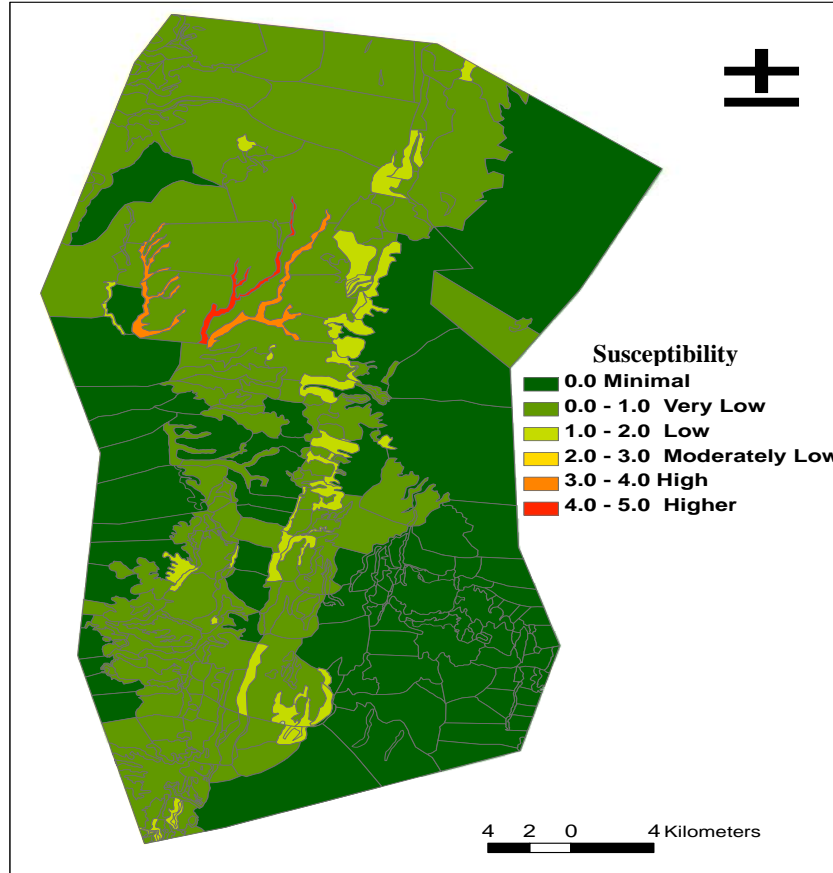 Susceptibility
0.0 Minimal
0.0 - 1.0 Very Low
1.0 - 2.0 Low
2.0 - 3.0 Moderately Low
3.0 - 4.0 High
4.0 - 5.0 Higher
4 2 0 4 Kilometers